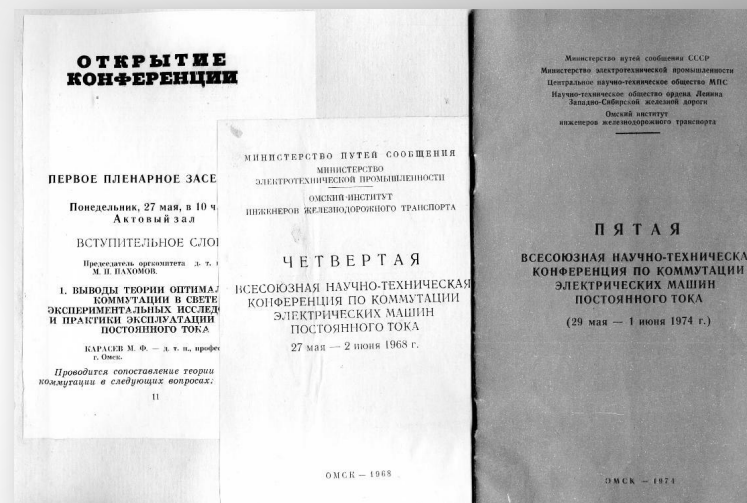 ОТКРЫТИЕ
КОНФЕРЕНЦИИ
ПЕРВОЕ ПЛЕНАРНОЕ ЗАСЕ
Понедельник, 27 мая, в 10 ч.
Актовый зал
ВСТУПИТЕЛЬНОЕ СЛО
Председатель оргкомитета д. т.
М. П. ПАХОМОВ.
1. ВЫВОДЫ ТЕОРИИ ОПТИМАЛ
КОММУТАЦИИ В СВЕТЕ
ЭКСПЕРИМЕНТАЛЬНЫХ ИССЛЕД
И ПРАКТИКИ ЭКСПЛУАТАЦИИ
ПОСТОЯННОГО ТОКА
КАРАСЕВ М. Ф. — д. т. н., профес
г. Омск.
Проводится сопоставление теории
коммутации в следующих вопросах:
11
МИНИСТЕРСТВО ПУТЕЙ СООБЩЕНИЯ
МИНИСТЕРСТВО
ЭЛЕКТРОТЕХНИЧЕСКОЙ ПРОМЫШЛЕННОСТИ
ОМСКИЙ ИНСТИТУТ
ИНЖЕНЕРОВ ЖЕЛЕЗНОДОРОЖНОГО ТРАНСПОРТА
ЧЕТВЕРТАЯ
ВСЕСОЮЗНАЯ НАУЧНО-ТЕХНИЧЕСКАЯ
КОНФЕРЕНЦИЯ ПО КОММУТАЦИИ
ЭЛЕКТРИЧЕСКИХ МАШИН
ПОСТОЯННОГО ТОКА
27 мая — 2 июня 1968 г.
ОМСК — 1968
Министерство путей сообщения СССР
Министерство электротехнической промышленности
Центральное научно-техническое общество МПС
Научно-техническое общество ордена Ленина
Западно-Сибирской железной дороги
Омский институт
инженеров железнодорожного транспорта
ПЯТАЯ
ВСЕСОЮЗНАЯ НАУЧНО-ТЕХНИЧЕСКА
КОНФЕРЕНЦИЯ ПО КОММУТАЦИИ
ЭЛЕКТРИЧЕСКИХ МАШИН
ПОСТОЯННОГО ТОКА
(29 мая — 1 июня 1974 г.)
ОМСК — 1974